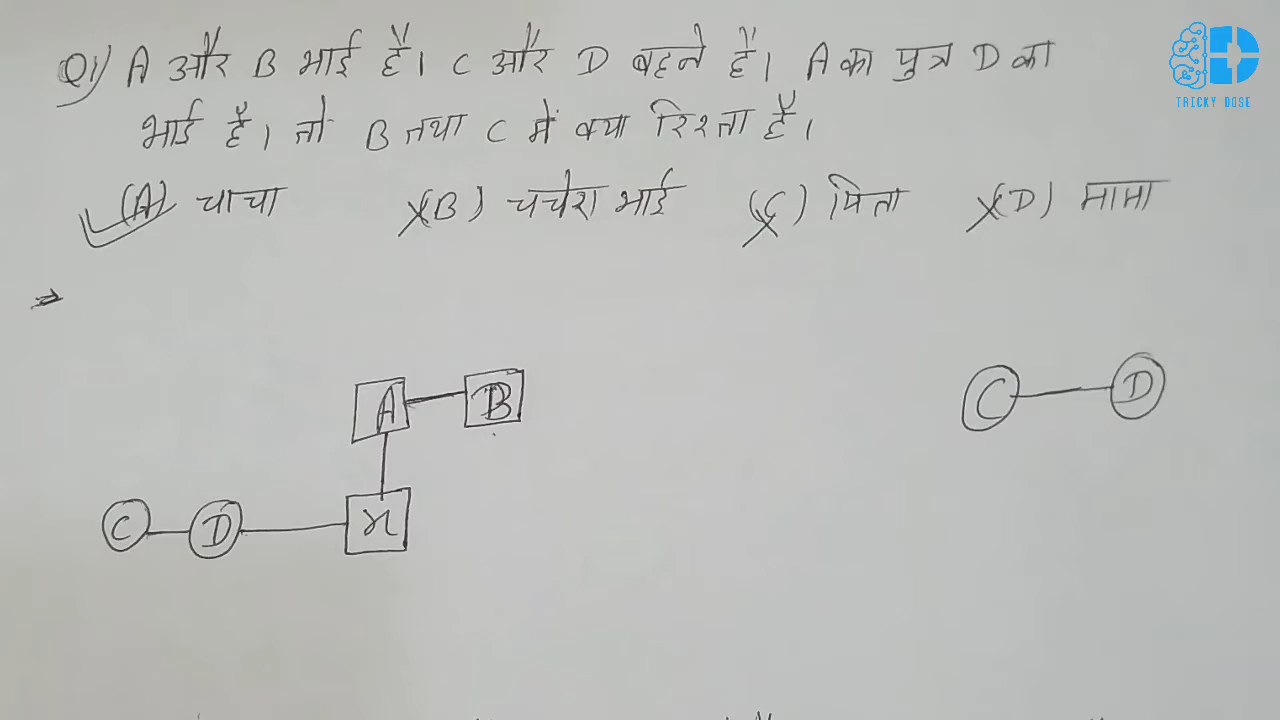 Q1) A और B भाई हैं। C और D बहने हैं। A का पुत्र D का
भाई है। तो B तथा C में क्या रिश्ता है।
(A) चाचा (B) चचेरा भाई (C) पिता (D) मामा
A B
C D
C D x
TRICKY DOSE